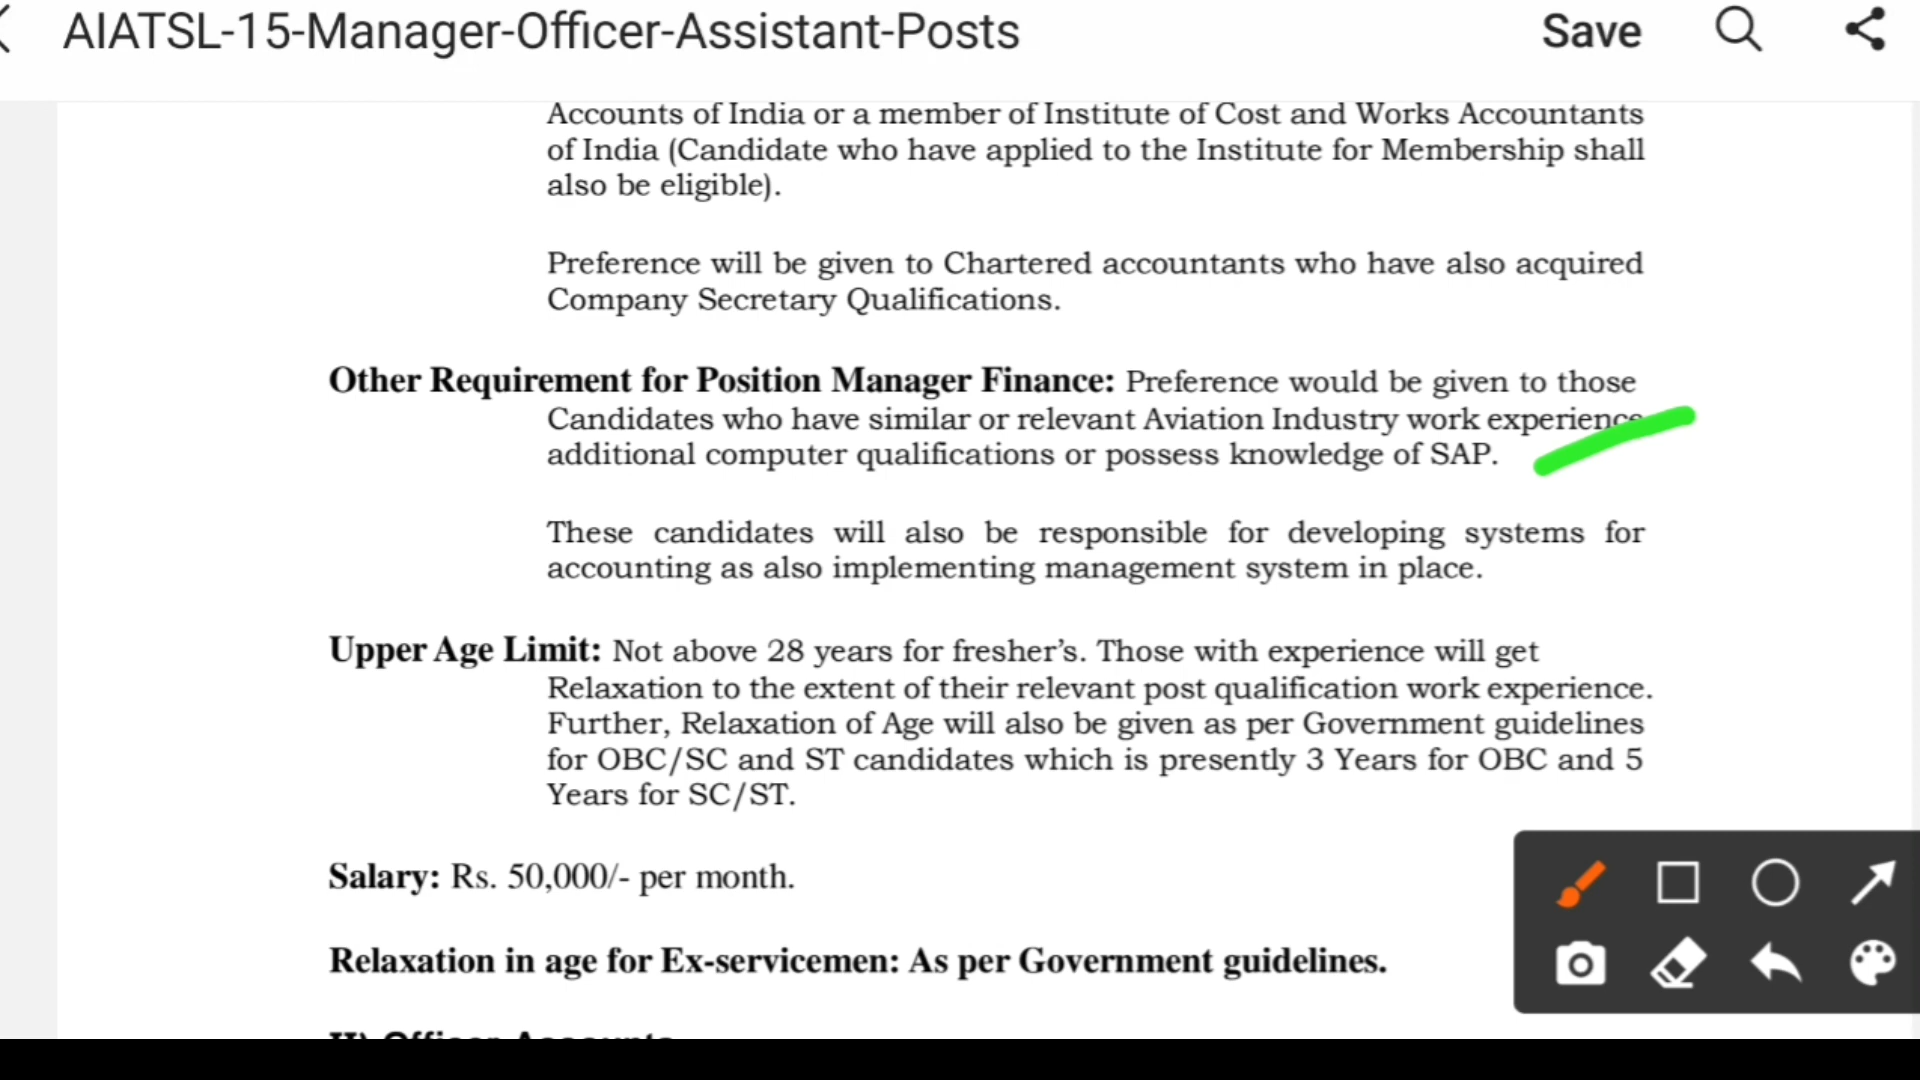 AIATSL-15-Manager-Officer-Assistant-Posts
Save
Accounts of India or a member of Institute of Cost and Works Accountants
of India (Candidate who have applied to the Institute for Membership shall
also be eligible).
Preference will be given to Chartered accountants who have also acquired
Company Secretary Qualifications.
Other Requirement for Position Manager Finance: Preference would be given to those
Candidates who have similar or relevant Aviation Industry work experience
additional computer qualifications or possess knowledge of SAP.
These candidates will also be responsible for developing systems for
accounting as also implementing management system in place.
Upper Age Limit: Not above 28 years for fresher's. Those with experience will get
Relaxation to the extent of their relevant post qualification work experience.
Further, Relaxation of Age will also be given as per Government guidelines
for OBC/SC and ST candidates which is presently 3 Years for OBC and 5
Years for SC/ST.
Salary: Rs. 50,000/- per month.
Relaxation in age for Ex-servicemen: As per Government guidelines.
II) Officer Accounts